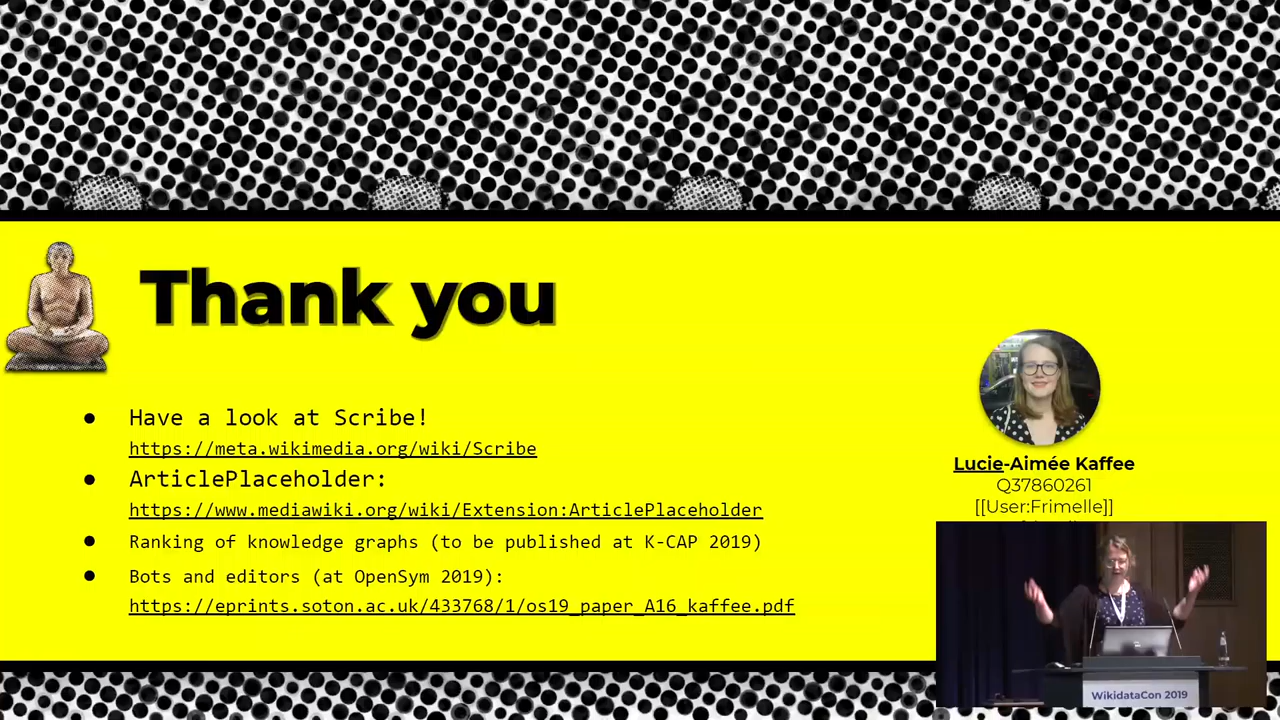 Thank you
Have a look at Scribe!
https://meta.wikimedia.org/wiki/Scribe
ArticlePlaceholder:
https://www.mediawiki.org/wiki/Extension:ArticlePlaceholder
Ranking of knowledge graphs (to be published at K-CAP 2019)
Bots and editors (at OpenSym 2019):
https://eprints.soton.ac.uk/433768/1/os19_paper_A16_kaffee.pdf
Lucie-Aimée Kaffee
Q37860261
[[User:Frimelle]]
WikidataCon 2019